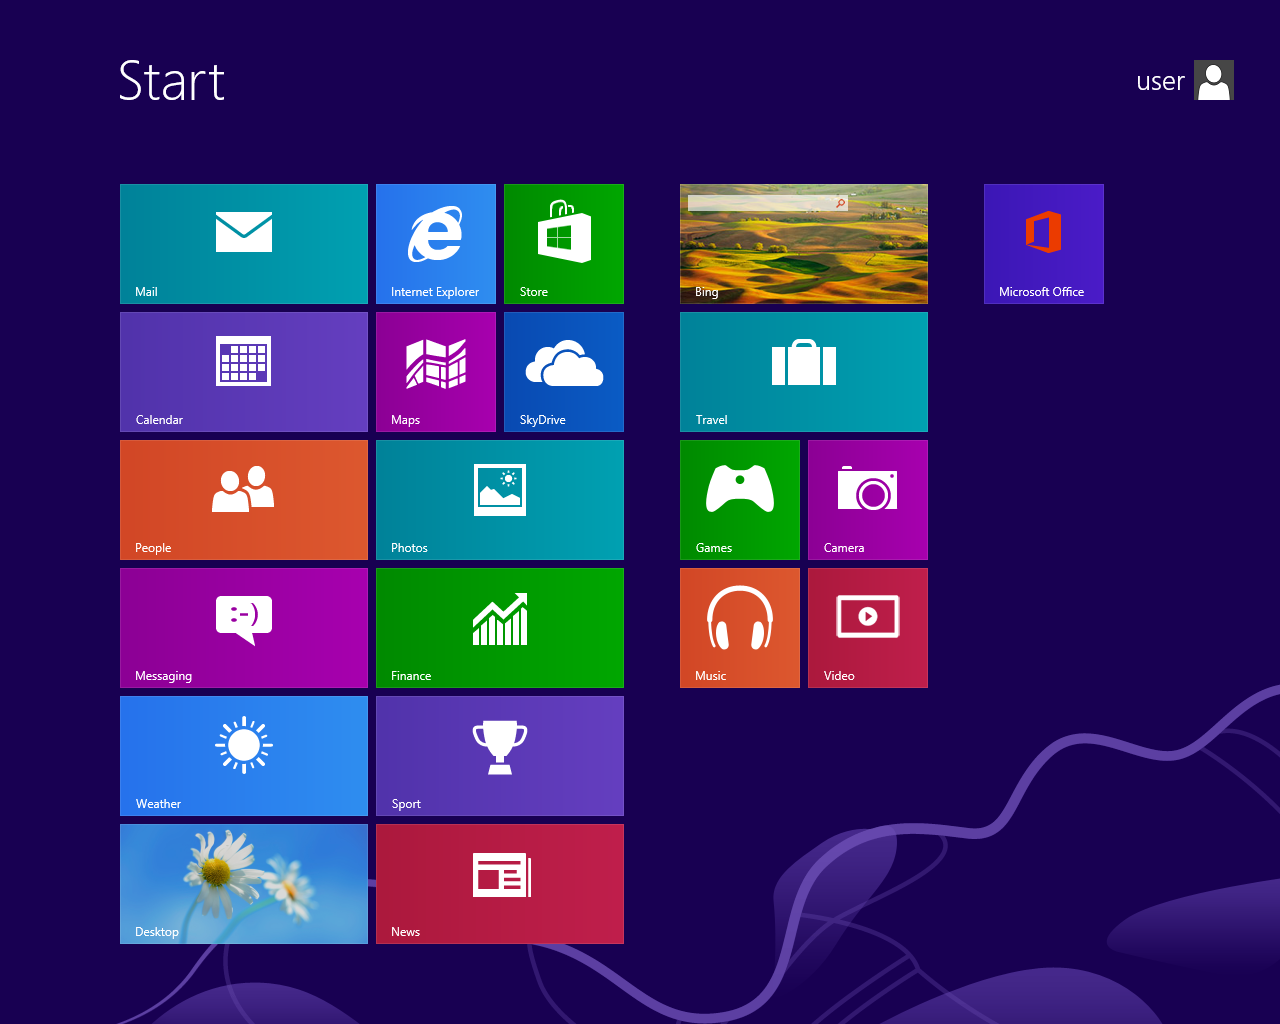 Start
user
Mail
Internet Explorer
Store
Bing
Microsoft Office
Calendar
Maps
SkyDrive
Travel
People
Photos
Games
Camera
Messaging
:-)
Finance
Music
Video
Weather
Sport
Desktop
News